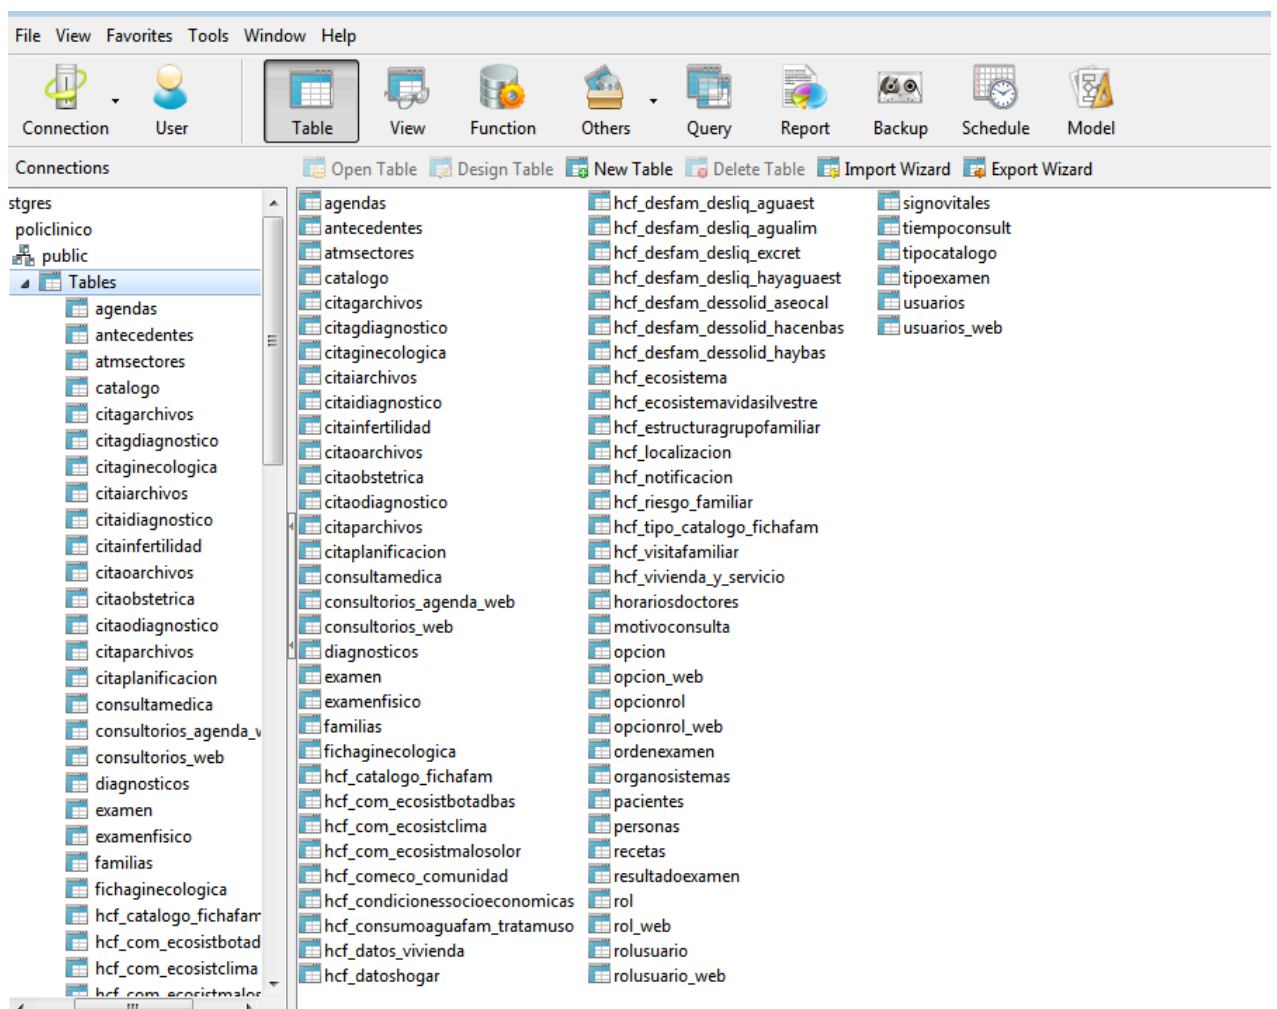 File View Favorites Tools Window Help
Connection User Table View Function Others Query Report Backup Schedule Model
Connections Open Table Design Table New Table Delete Table Import Wizard Export Wizard
stgres
policlinico
public
Tables
agendas
antecedentes
atmsectores
catalogo
citagarchivos
citagdiagnostico
citaginecologica
citaiarchivos
citaidiagnostico
citainfertilidad
citaoarchivos
citaobstetrica
citaodiagnostico
citaparchivos
citaplanificacion
consultamedica
consultorios_agenda_v
consultorios_web
diagnosticos
examen
examenfisico
familias
fichaginecologica
hcf_catalogo_fichafam
hcf_com_ecosistbotad
hcf_com_ecosistclima
hcf_com_ecosistmalos
agendas
antecedentes
atmsectores
catalogo
citagarchivos
citagdiagnostico
citaginecologica
citaiarchivos
citaidiagnostico
citainfertilidad
citaoarchivos
citaobstetrica
citaodiagnostico
citaparchivos
citaplanificacion
consultamedica
consultorios_agenda_web
consultorios_web
diagnosticos
examen
examenfisico
familias
fichaginecologica
hcf_catalogo_fichafam
hcf_com_ecosistbotadbas
hcf_com_ecosistclima
hcf_com_ecosistmalosolor
hcf_comeco_comunidad
hcf_condicionessocioeconomicas
hcf_consumoaguafam_tratamuso
hcf_datos_vivienda
hcf_datoshogar
hcf_desfam_desliq_aguaest
hcf_desfam_desliq_agualim
hcf_desfam_desliq_excret
hcf_desfam_desliq_hayaguaest
hcf_desfam_dessolid_aseocal
hcf_desfam_dessolid_hacenbas
hcf_desfam_dessolid_haybas
hcf_ecosistema
hcf_ecosistemavidasilvestre
hcf_estructuragrupofamiliar
hcf_localizacion
hcf_notificacion
hcf_riesgo_familiar
hcf_tipo_catalogo_fichafam
hcf_visitafamiliar
hcf_vivienda_y_servicio
horariosdoctores
motivoconsulta
opcion
opcion_web
opcionrol
opcionrol_web
ordenexamen
organosistemas
pacientes
personas
recetas
resultadoexamen
rol
rol_web
rolusuario
rolusuario_web
signovitales
tiempoconsult
tipocatalogo
tipoexamen
usuarios
usuarios_web